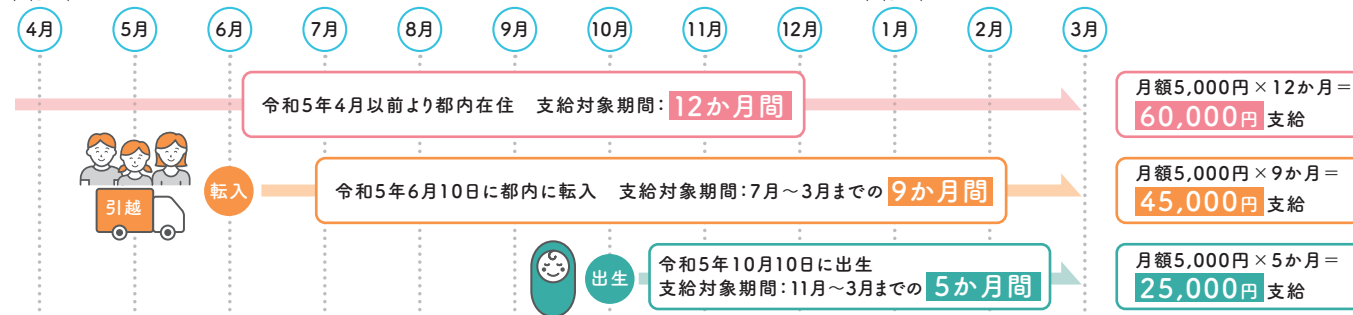 4月 5月 6月 7月 8月 9月 10月 11月 12月 1月 2月 3月
令和5年4月以前より都内在住　支給対象期間：12か月間
月額5,000円×12か月＝
60,000円 支給
引越
転入
令和5年6月10日に都内に転入　支給対象期間：7月～3月までの 9か月間
月額5,000円×9か月＝
45,000円 支給
出生
令和5年10月10日に出生
支給対象期間：11月～3月までの 5か月間
月額5,000円×5か月＝
25,000円 支給